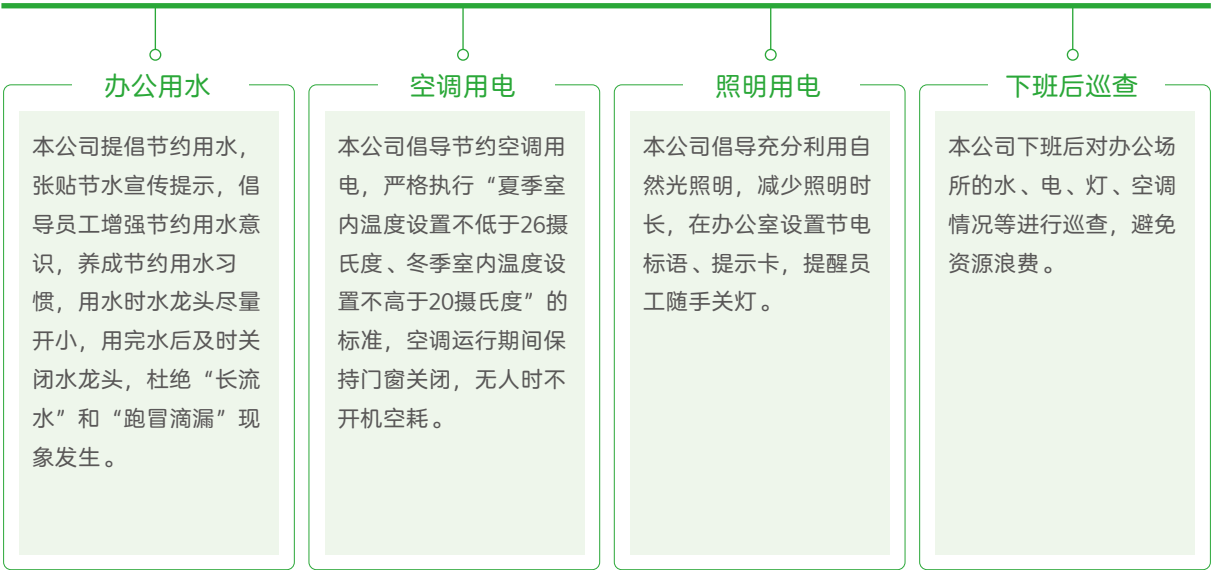 办公用水
本公司提倡节约用水，
张贴节水宣传提示，倡
导员工增强节约用水意
识，养成节约用水习
惯，用水时水龙头尽量
开小，用完水后及时关
闭水龙头，杜绝“长流
水”和“跑冒滴漏”现
象发生。
空调用电
本公司倡导节约空调用
电，严格执行“夏季室
内温度设置不低于26摄
氏度、冬季室内温度设
置不高于20摄氏度”的
标准，空调运行期间保
持门窗关闭，无人时不
开机空耗。
照明用电
本公司倡导充分利用自
然光照明，减少照明时
长，在办公室设置节电
标语、提示卡，提醒员
工随手关灯。
下班后巡查
本公司下班后对办公场
所的水、电、灯、空调
情况等进行巡查，避免
资源浪费。